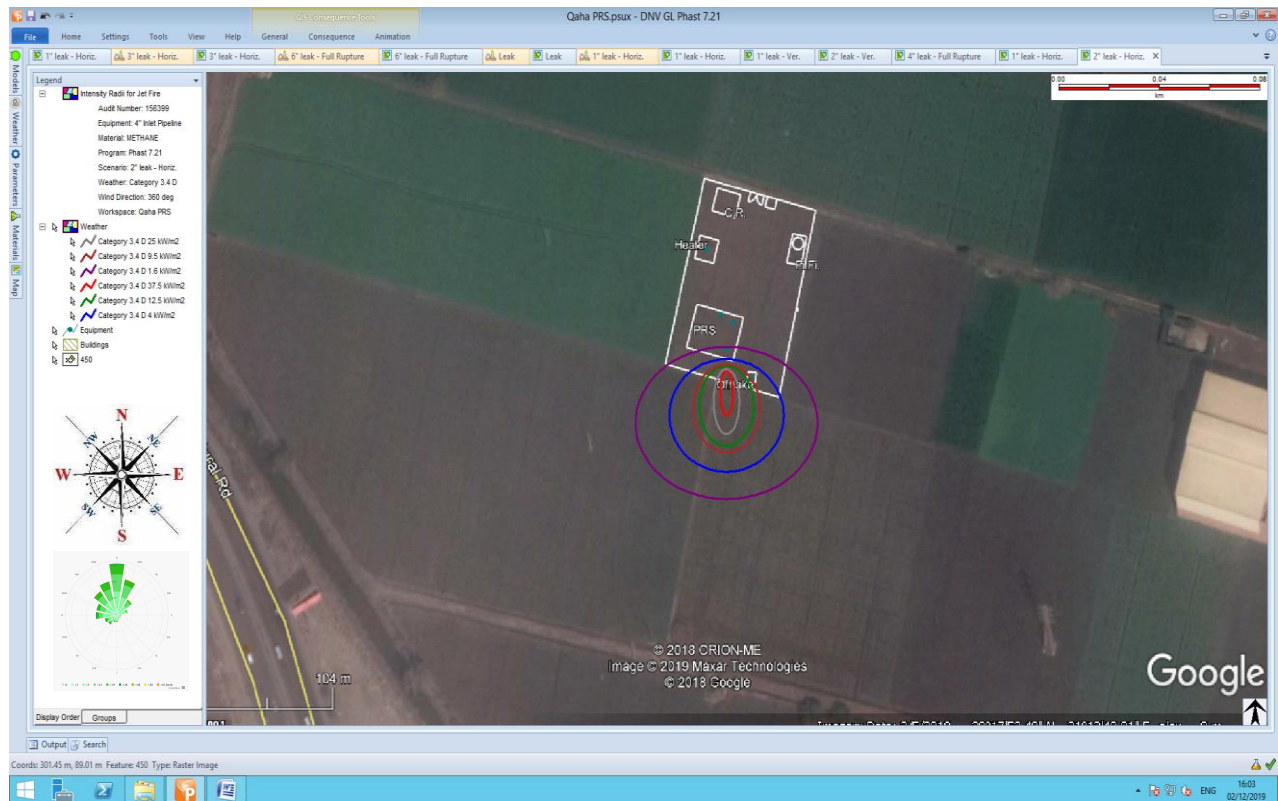 GIS Consequence Tools
Qaha PRS.psux - DNV GL Phast 7.21
File Home Settings Tools View Help General Consequence Animation
1" leak - Horiz. 3" leak - Horiz. 3" leak - Horiz. 6" leak - Full Rupture 6" leak - Full Rupture Leak Leak 1" leak - Horiz. 1" leak - Horiz. 1" leak - Ver. 2" leak - Ver. 4" leak - Full Rupture 1" leak - Horiz. 2" leak - Horiz. X
Models
Weather
Parameters
Materials
Map
Legend
Intensity Radii for Jet Fire
Audit Number: 156399
Equipment: 4" Inlet Pipeline
Material: METHANE
Program: Phast 7.21
Scenario: 2" leak - Horiz.
Weather: Category 3.4 D
Wind Direction: 360 deg
Workspace: Qaha PRS
Weather
Category 3.4 D 25 kW/m2
Category 3.4 D 9.5 kW/m2
Category 3.4 D 1.6 kW/m2
Category 3.4 D 37.5 kW/m2
Category 3.4 D 12.5 kW/m2
Category 3.4 D 4 kW/m2
Equipment
Buildings
450
N
NW NE
W E
SW SE
S
Display Order Groups
0.00 0.04 0.08
km
C.R.
Heater
F.F.
PRS
Offtake
ural Rd
104 m
© 2018 ORION-ME
Image © 2019 Maxar Technologies
© 2018 Google
Google
Output Search
Coords: 301.45 m, 89.01 m Feature: 450 Type: Raster Image
ENG
16:03
02/12/2019